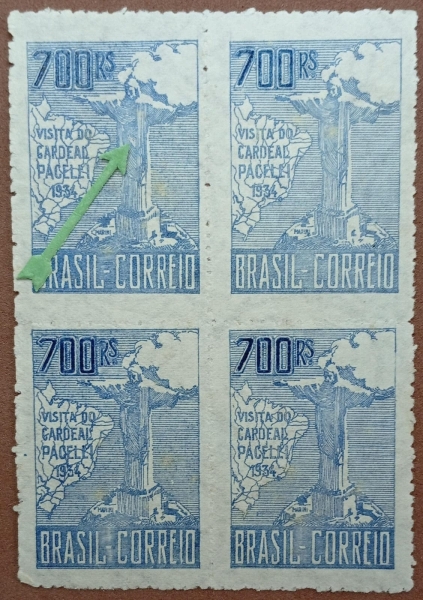 700 RS
VISITA DO
CARDEAL
PACELLI
1934
BRASIL-CORREIO
700 RS
VISITA DO
CARDEAL
PACELLI
1934
BRASIL-CORREIO
700 RS
VISITA DO
CARDEAL
PACELLI
1934
BRASIL-CORREIO
700 RS
VISITA DO
CARDEAL
PACELLI
1934
BRASIL-CORREIO